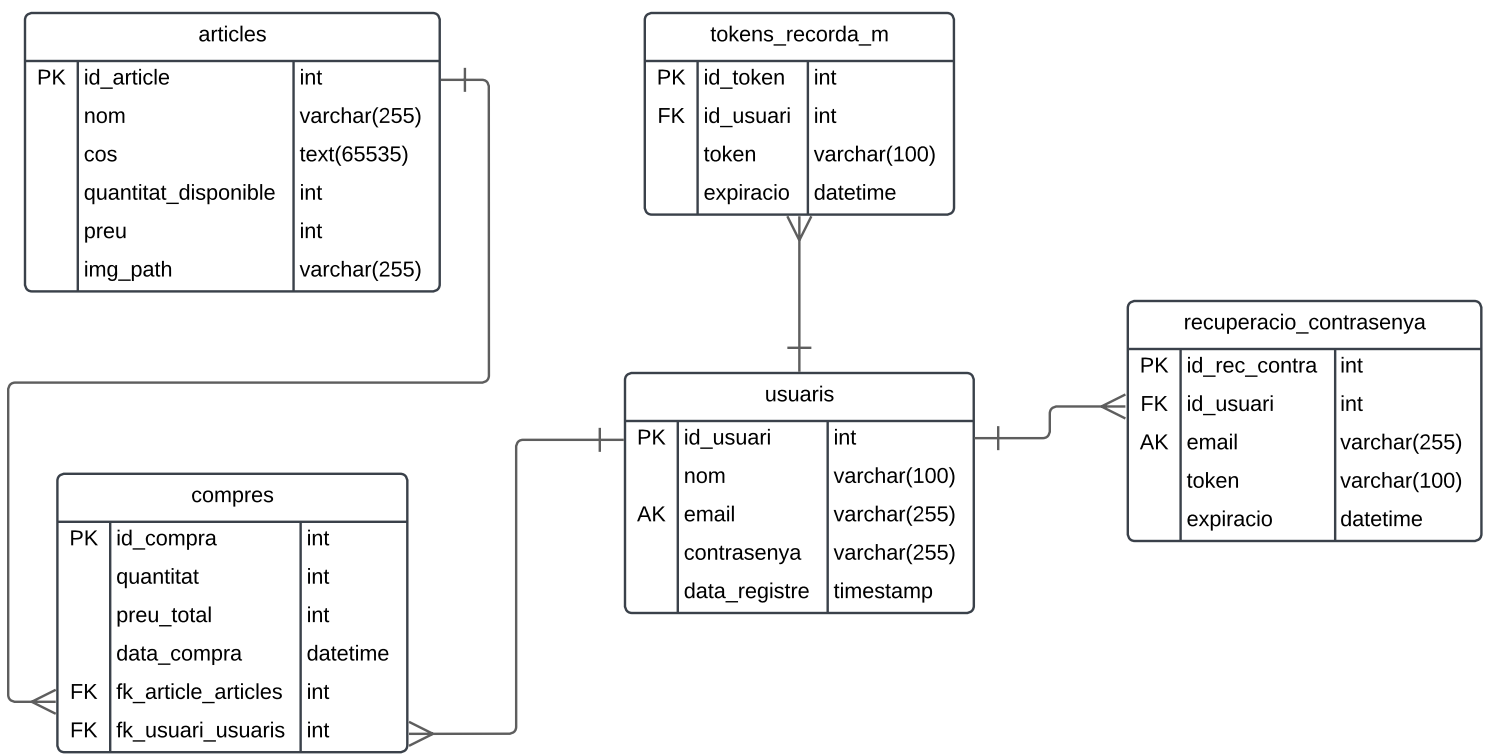 articles
PK id_article int
nom varchar(255)
cos text(65535)
quantitat_disponible int
preu int
img_path varchar(255)
tokens_recorda_m
PK id_token int
FK id_usuari int
token varchar(100)
expiracio datetime
recuperacio_contrasenya
PK id_rec_contra int
FK id_usuari int
AK email varchar(255)
token varchar(100)
expiracio datetime
usuaris
PK id_usuari int
nom varchar(100)
AK email varchar(255)
contrasenya varchar(255)
data_registre timestamp
compres
PK id_compra int
quantitat int
preu_total int
data_compra datetime
FK fk_article_articles int
FK fk_usuari_usuaris int